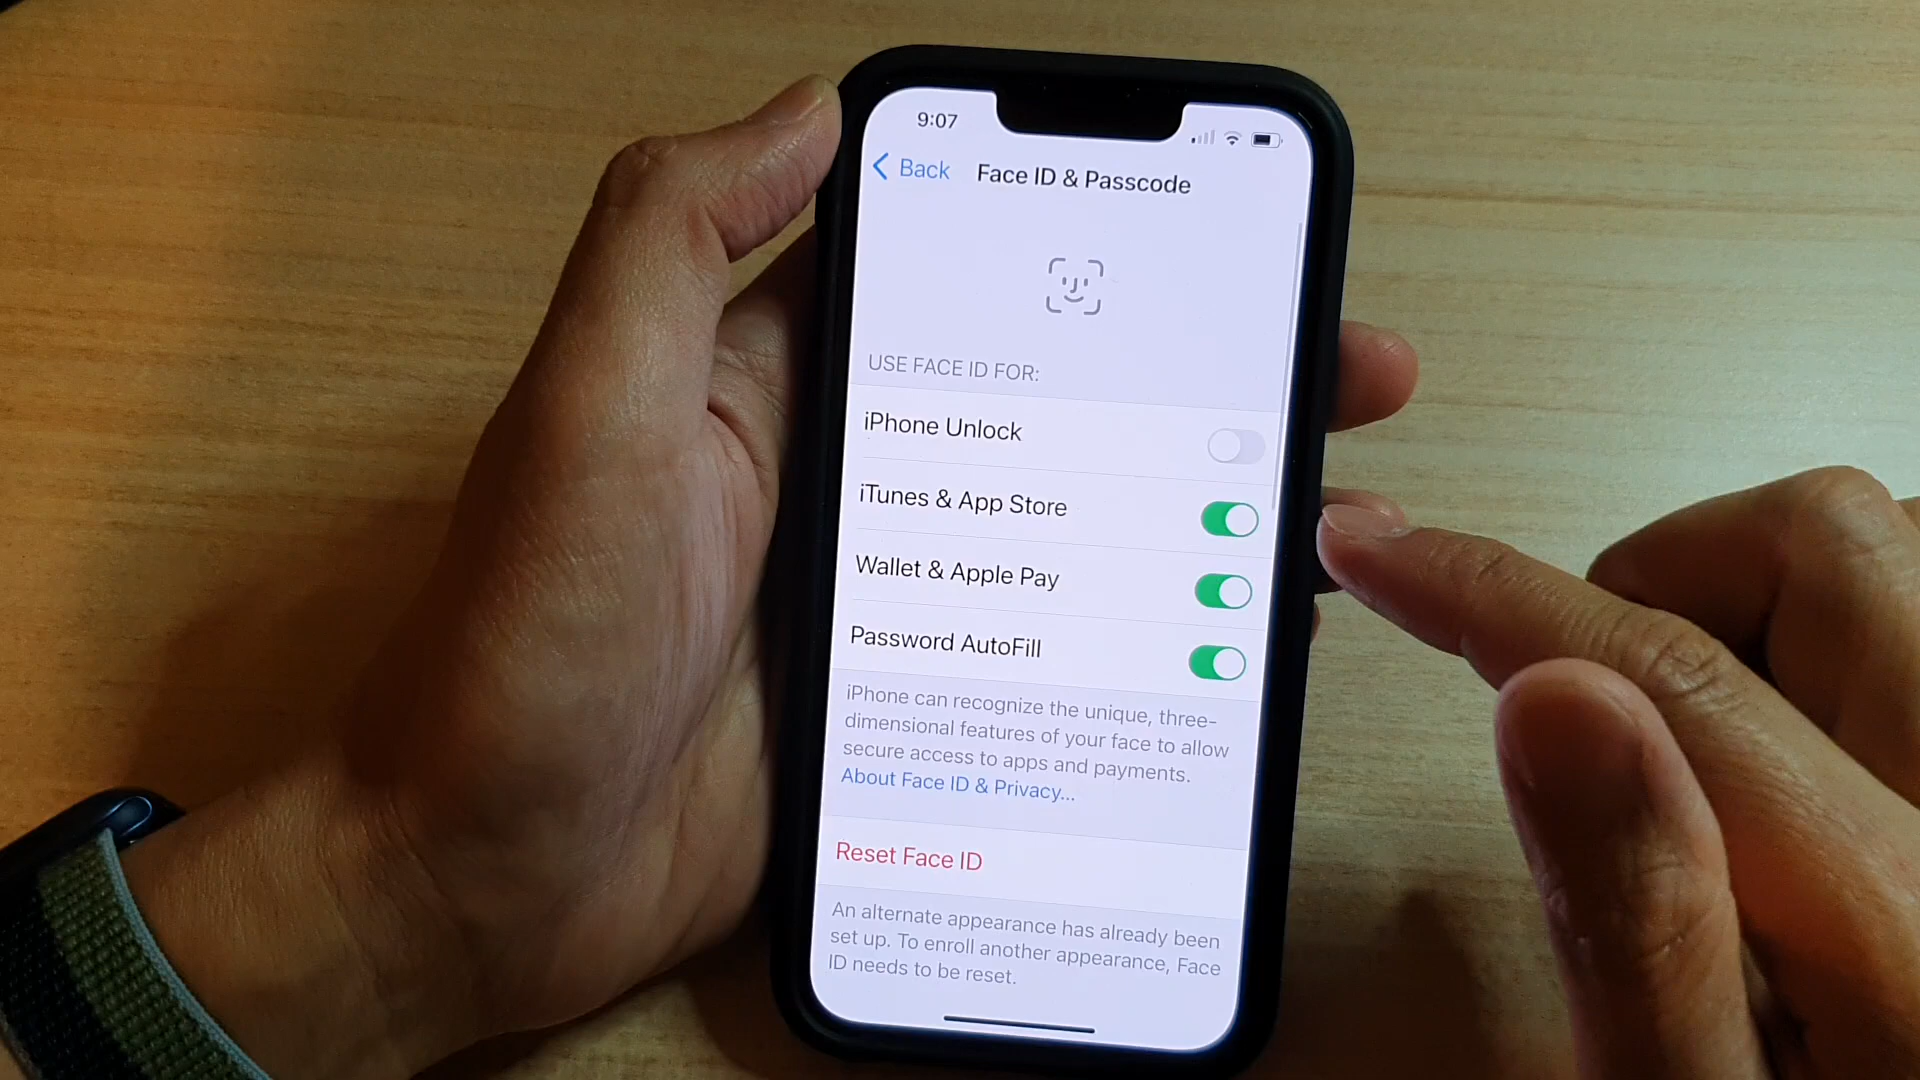 9:07
Back
Face ID & Passcode
USE FACE ID FOR:
iPhone Unlock
iTunes & App Store
Wallet & Apple Pay
Password AutoFill
iPhone can recognize the unique, three-
dimensional features of your face to allow
secure access to apps and payments.
About Face ID & Privacy...
Reset Face ID
An alternate appearance has already been
set up. To enroll another appearance, Face
ID needs to be reset.